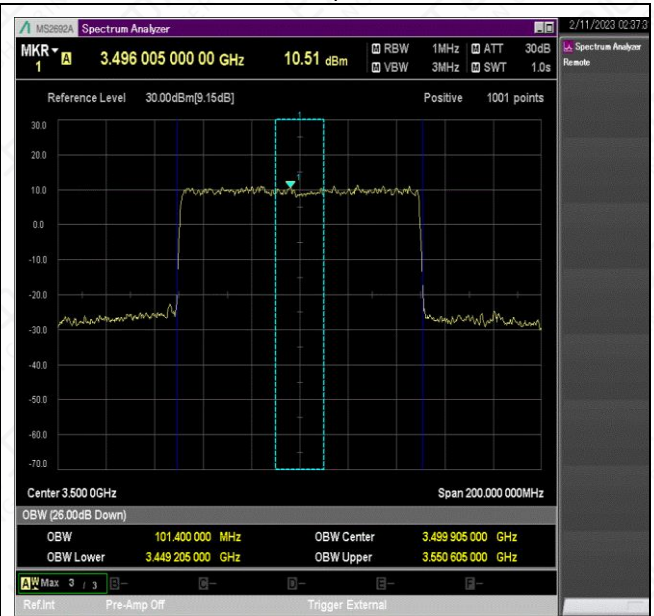 MS2692A Spectrum Analyzer
2/11/2023 02:37:3
MKR 1 A 3.496 005 000 00 GHz 10.51 dBm
M RBW 1MHz M ATT 30dB
M VBW 3MHz M SWT 1.0s
Spectrum Analyzer
Remote
Reference Level 30.00dBm[9.15dB] Positive 1001 points
1
30.0
20.0
10.0
1
0.0
-10.0
-20.0
-30.0
-40.0
-50.0
-60.0
-70.0
Center 3.500 0GHz Span 200.000 000MHz
OBW (26.00dB Down)
OBW 101.400 000 MHz OBW Center 3.499 905 000 GHz
OBW Lower 3.449 205 000 GHz OBW Upper 3.550 605 000 GHz
A W Max 3 / 3 B- C- D- E- F-
Ref.Int Pre-Amp Off Trigger External